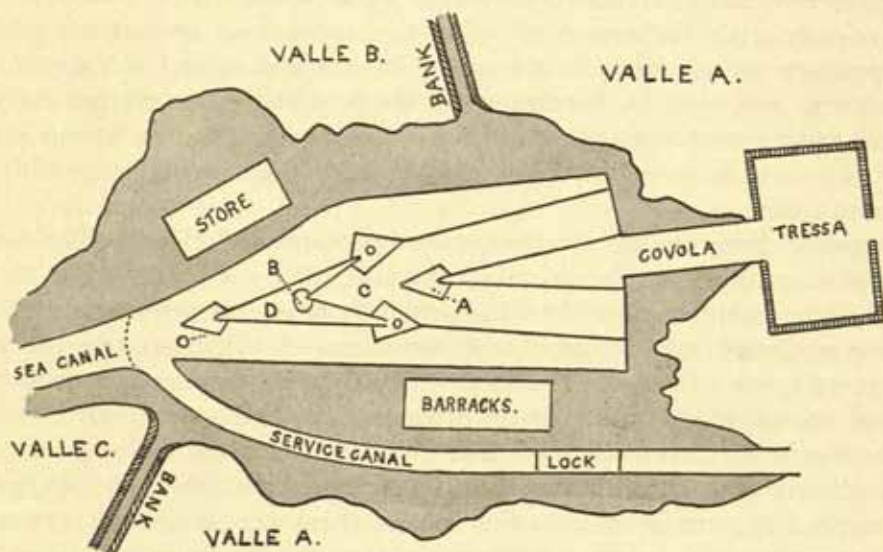 VALLE B.
VALLE A.
BANK
STORE
TRESSA
COVOLA
O
B
C
A
D
O
O
SEA CANAL
BARRACKS.
SERVICE CANAL
LOCK
VALLE C.
BANK
VALLE A.